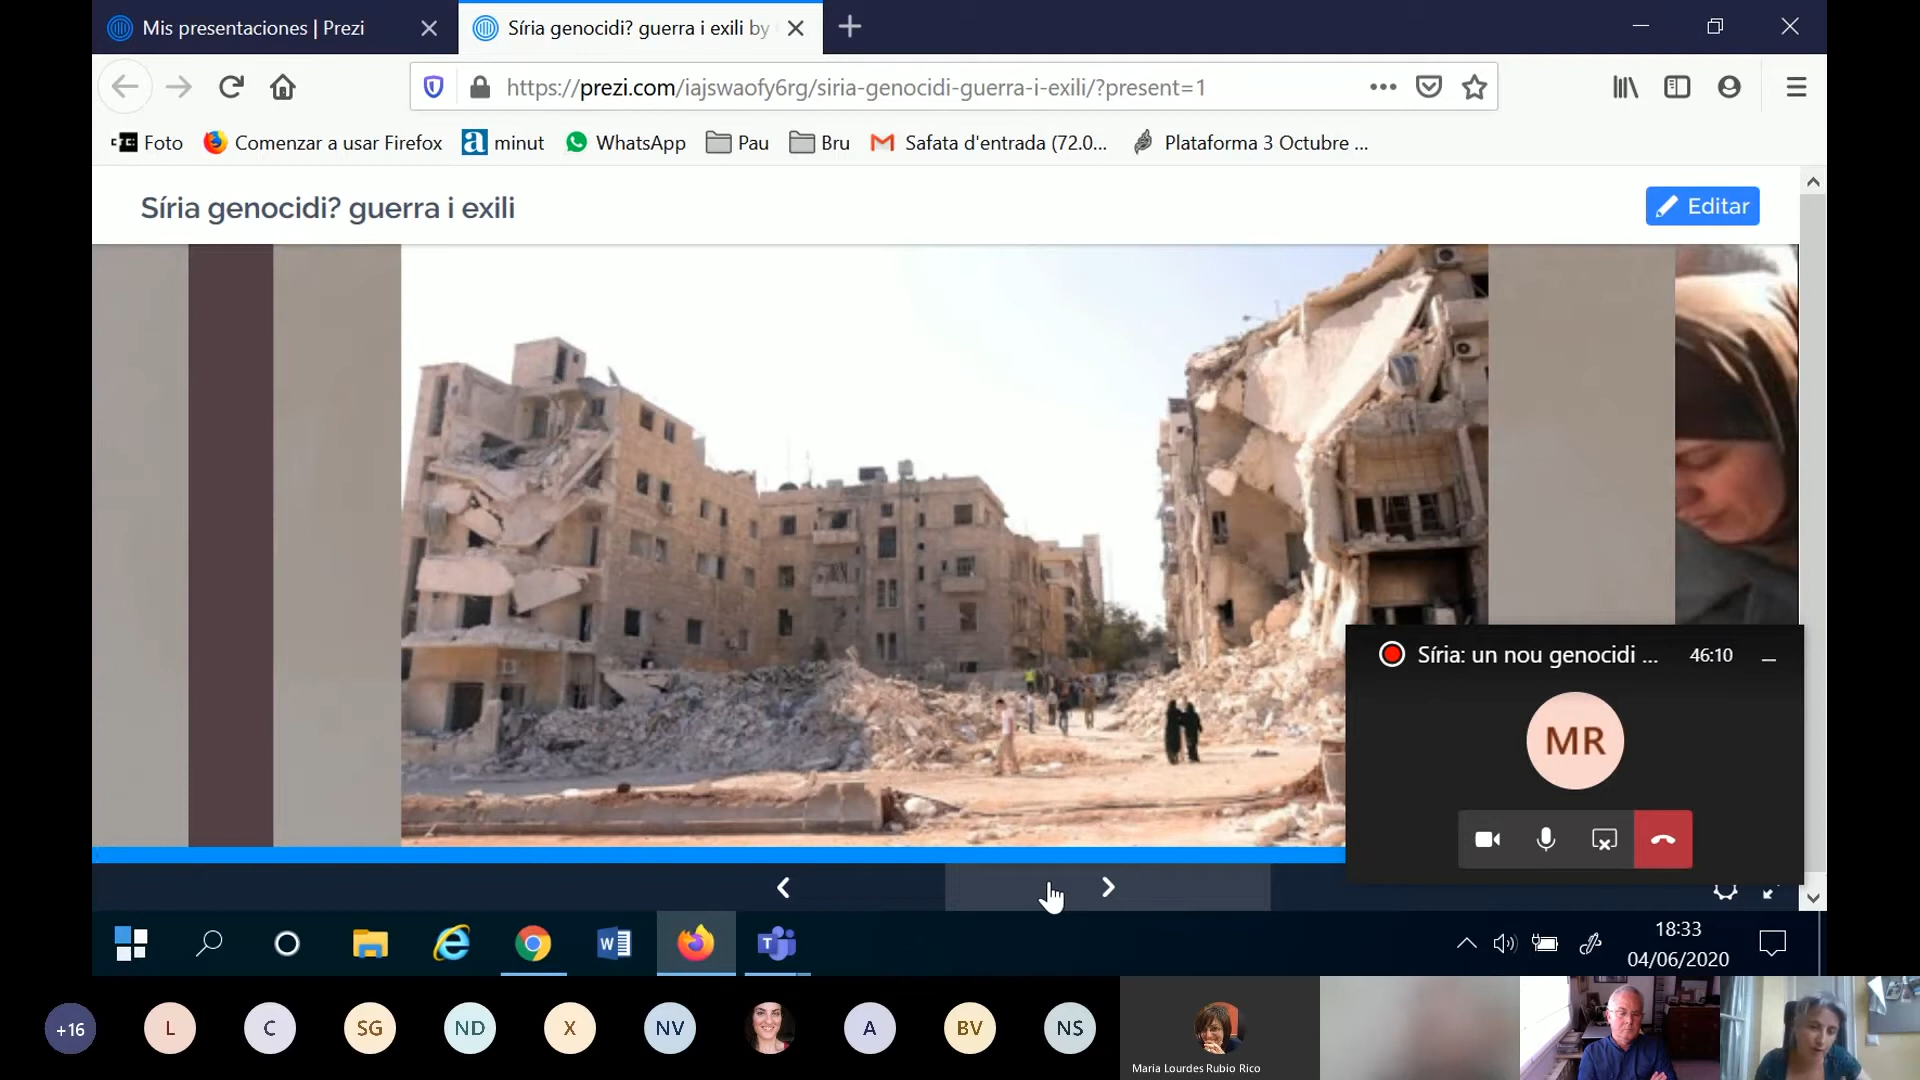 Mis presentaciones | Prezi
Síria genocidi? guerra i exili by
https://prezi.com/iajswaofy6rg/siria-genocidi-guerra-i-exili/?present=1
Foto
Comenzar a usar Firefox
a minut
WhatsApp
Pau
Bru
Safata d'entrada (72.0...
Plataforma 3 Octubre ...
Síria genocidi? guerra i exili
Editar
Síria: un nou genocidi ...
46:10
MR
18:33
04/06/2020
+16
L
C
SG
ND
X
NV
A
BV
NS
Maria Lourdes Rubio Rico